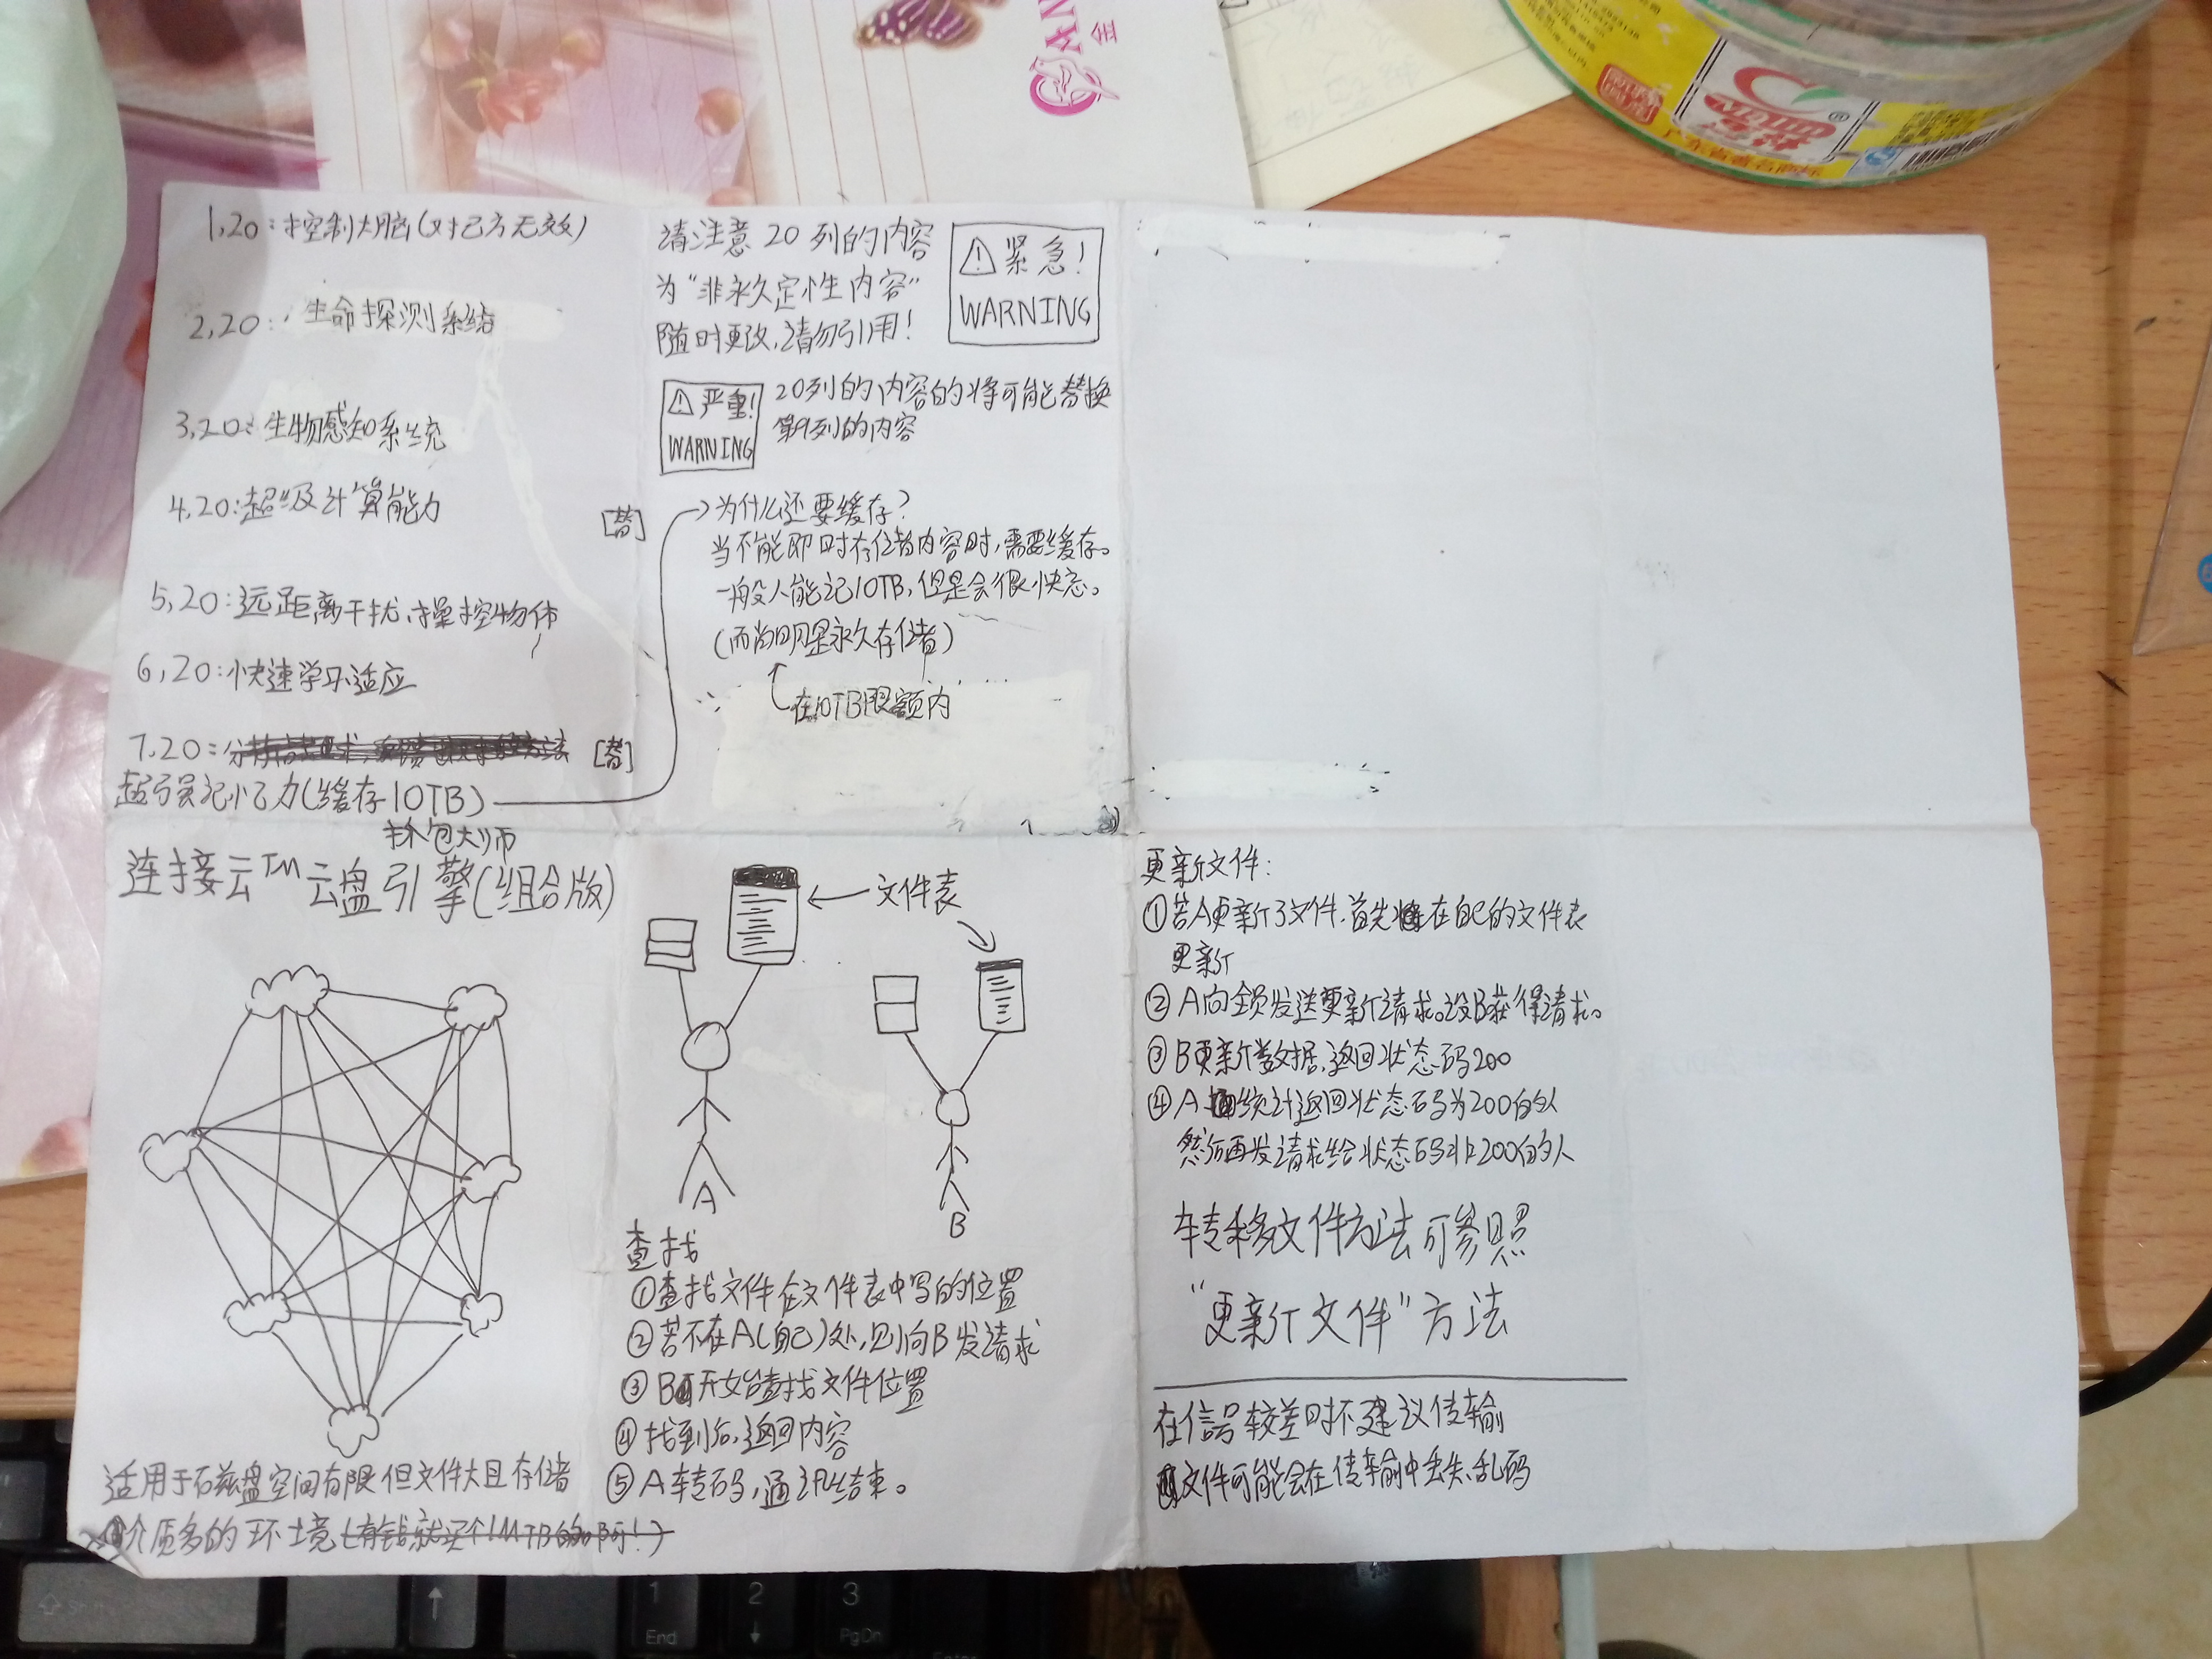 1,20:控制大脑(对己方无效)
2,20:生命探测系统
3,20:生物感知系统
4,20:超级计算能力
[替]
5,20:远距离干扰、操控物体
6,20:快速学习适应
7,20:
[替]
超强记忆力(缓存10TB)
请注意 20 列的内容
为“非永久定性内容”
随时更改,请勿引用!
紧急!
WARNING
严重!
WARNING
20列的内容的将可能替换
第9列的内容
为什么还要缓存?
当不能即时存储内容时,需要缓存。
一般人能记10TB,但是会很快忘。
(而尚明是永久存储)
在10TB限额内
抹包大师
连接云TM云盘引擎(组合版)
适用于磁盘空间有限但文件大且存储
介质多的环境(有钱就买个1MTB的啊!)
文件表
A
B
查找
①查找文件在文件表中写的位置
②若不在A(自己)处,则向B发请求
③B开始查找文件位置
④找到后,返回内容
⑤A转码,通讯结束。
更新文件:
①若A更新了文件,首先在自己的文件表
更新
②A向全员发送更新请求。设B获得请求。
③B更新数据,返回状态码200
④A统计返回状态码为200的人
然后再发请求给状态码非200的人
转移文件方法可参照
“更新文件”方法
在信号较差时不建议传输
文件可能会在传输中丢失、乱码
1
End
2
3
PgDn